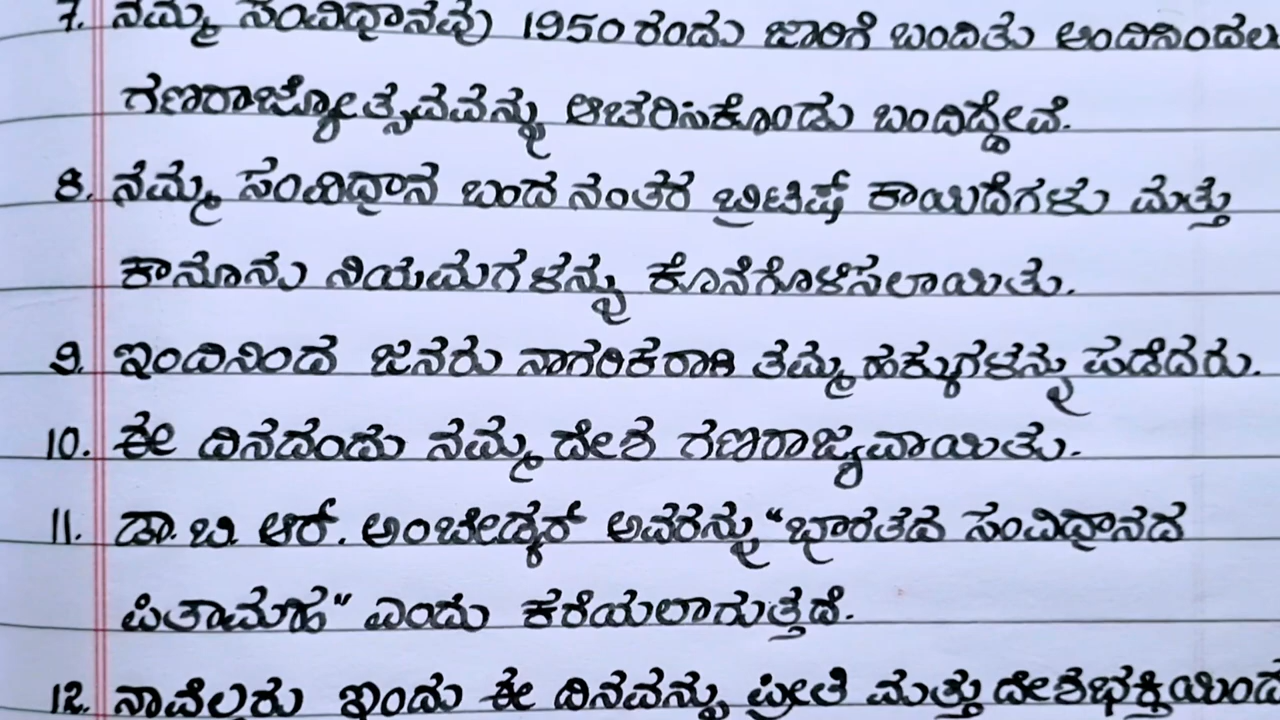 7. ನಮ್ಮ ಸಂವಿಧಾನವು 1950ರಂದು ಜಾರಿಗೆ ಬಂದಿತು ಅಂದಿನಿಂದಲ
ಗಣರಾಜ್ಯೋತ್ಸವವನ್ನು ಆಚರಿಸಿಕೊಂಡು ಬಂದಿದ್ದೇವೆ.
8. ನಮ್ಮ ಸಂವಿಧಾನ ಬಂದ ನಂತರ ಬ್ರಿಟಿಷ್ ಕಾಯಿದೆಗಳು ಮತ್ತು
ಕಾನೂನು ನಿಯಮಗಳನ್ನು ಕೊನೆಗೊಳಿಸಲಾಯಿತು.
9. ಇಂದಿನಿಂದ ಜನರು ನಾಗರಿಕರಾಗಿ ತಮ್ಮ ಹಕ್ಕುಗಳನ್ನು ಪಡೆದರು.
10. ಈ ದಿನದಂದು ನಮ್ಮ ದೇಶ ಗಣರಾಜ್ಯವಾಯಿತು.
11. ಡಾ. ಬಿ. ಆರ್. ಅಂಬೇಡ್ಕರ್ ಅವರನ್ನು "ಭಾರತದ ಸಂವಿಧಾನದ
ಪಿತಾಮಹ" ಎಂದು ಕರೆಯಲಾಗುತ್ತದೆ.
12. ನಾವೆಲ್ಲರು ಇಂದು ಈ ದಿನವನ್ನು ಪ್ರೀತಿ ಮತ್ತು ದೇಶಭಕ್ತಿಯಿಂದ